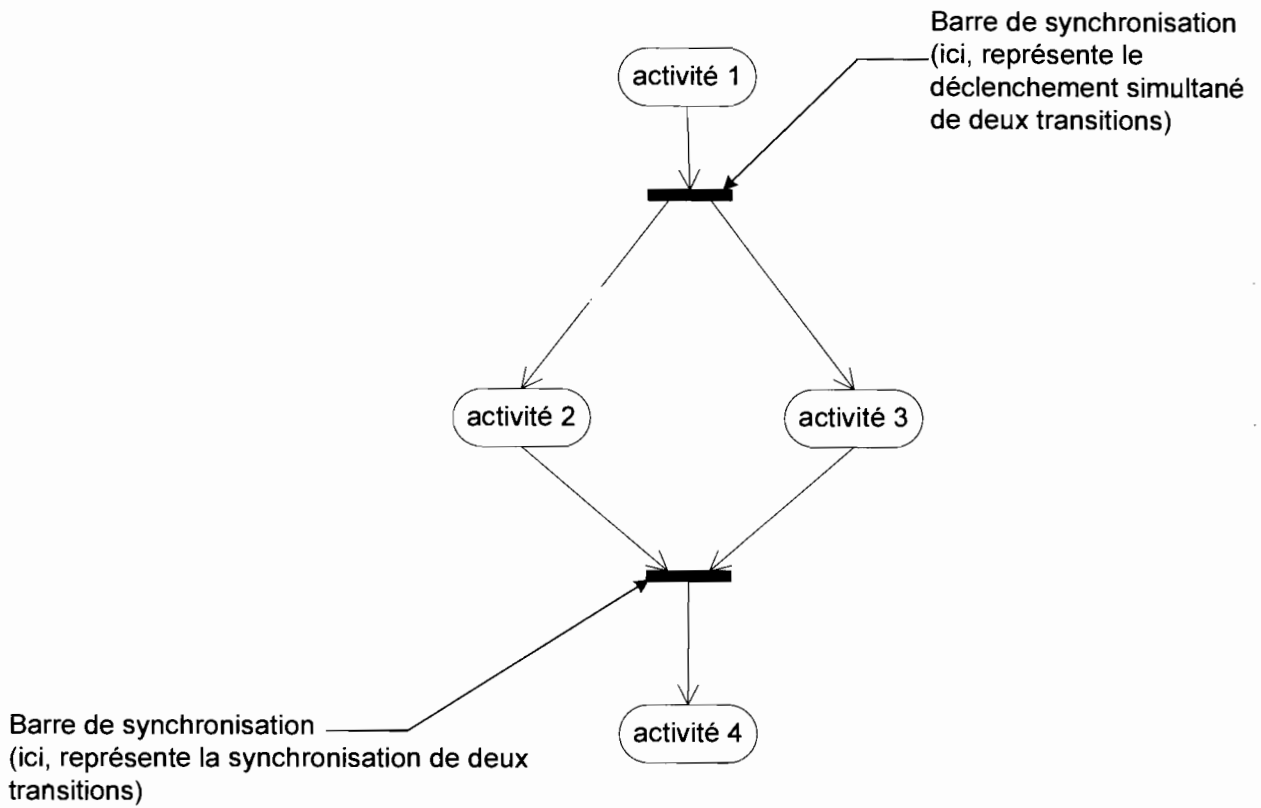 Barre de synchronisation
(ici, représente le
déclenchement simultané
de deux transitions)
activité 1
activité 2
activité 3
Barre de synchronisation
(ici, représente la synchronisation de deux
transitions)
activité 4